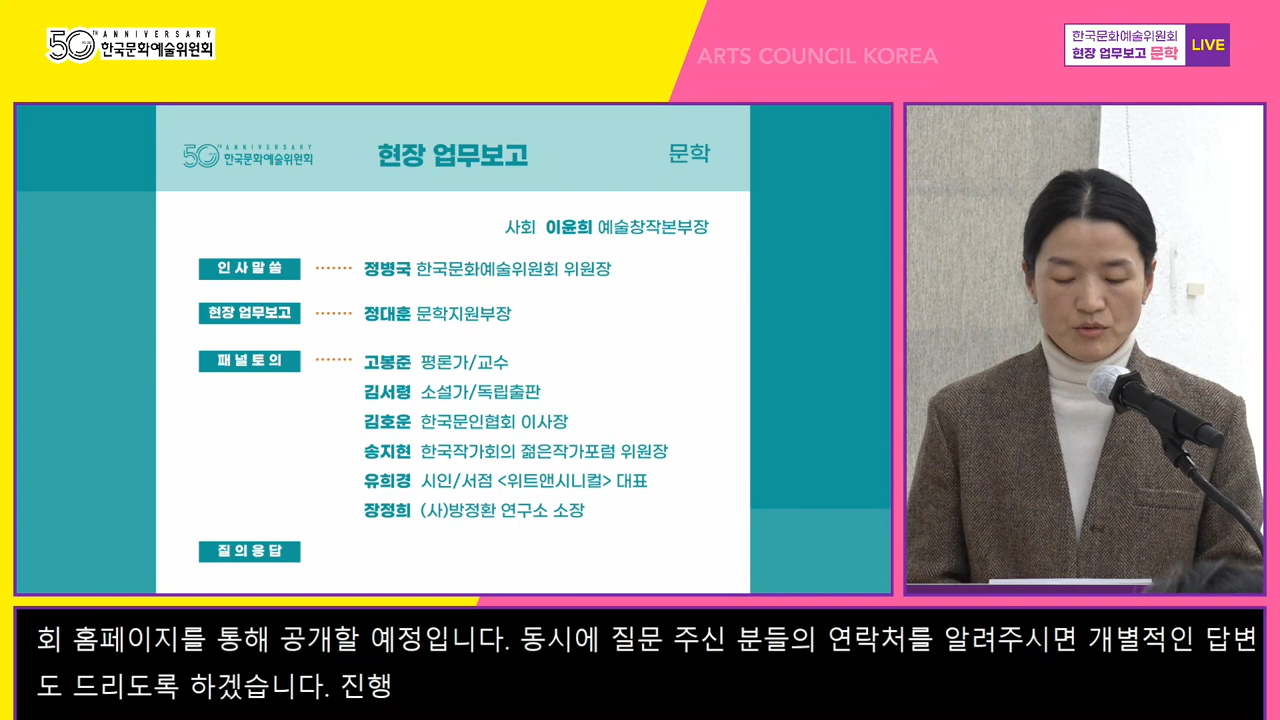 50TH ANNIVERSARY
한국문화예술위원회
ARTS COUNCIL KOREA
한국문화예술위원회
현장 업무보고 문학
LIVE
50TH ANNIVERSARY
한국문화예술위원회
현장 업무보고
문학
사회 이윤희 예술창작본부장
인사말씀 ······· 정병국 한국문화예술위원회 위원장
현장 업무보고 ······· 정대훈 문학지원부장
패널토의 ······· 고봉준 평론가/교수
김서령 소설가/독립출판
김호운 한국문인협회 이사장
송지현 한국작가회의 젊은작가포럼 위원장
유희경 시인/서점 <위트앤시니컬> 대표
장정희 (사)방정환 연구소 소장
질의응답
회 홈페이지를 통해 공개할 예정입니다. 동시에 질문 주신 분들의 연락처를 알려주시면 개별적인 답변
도 드리도록 하겠습니다. 진행